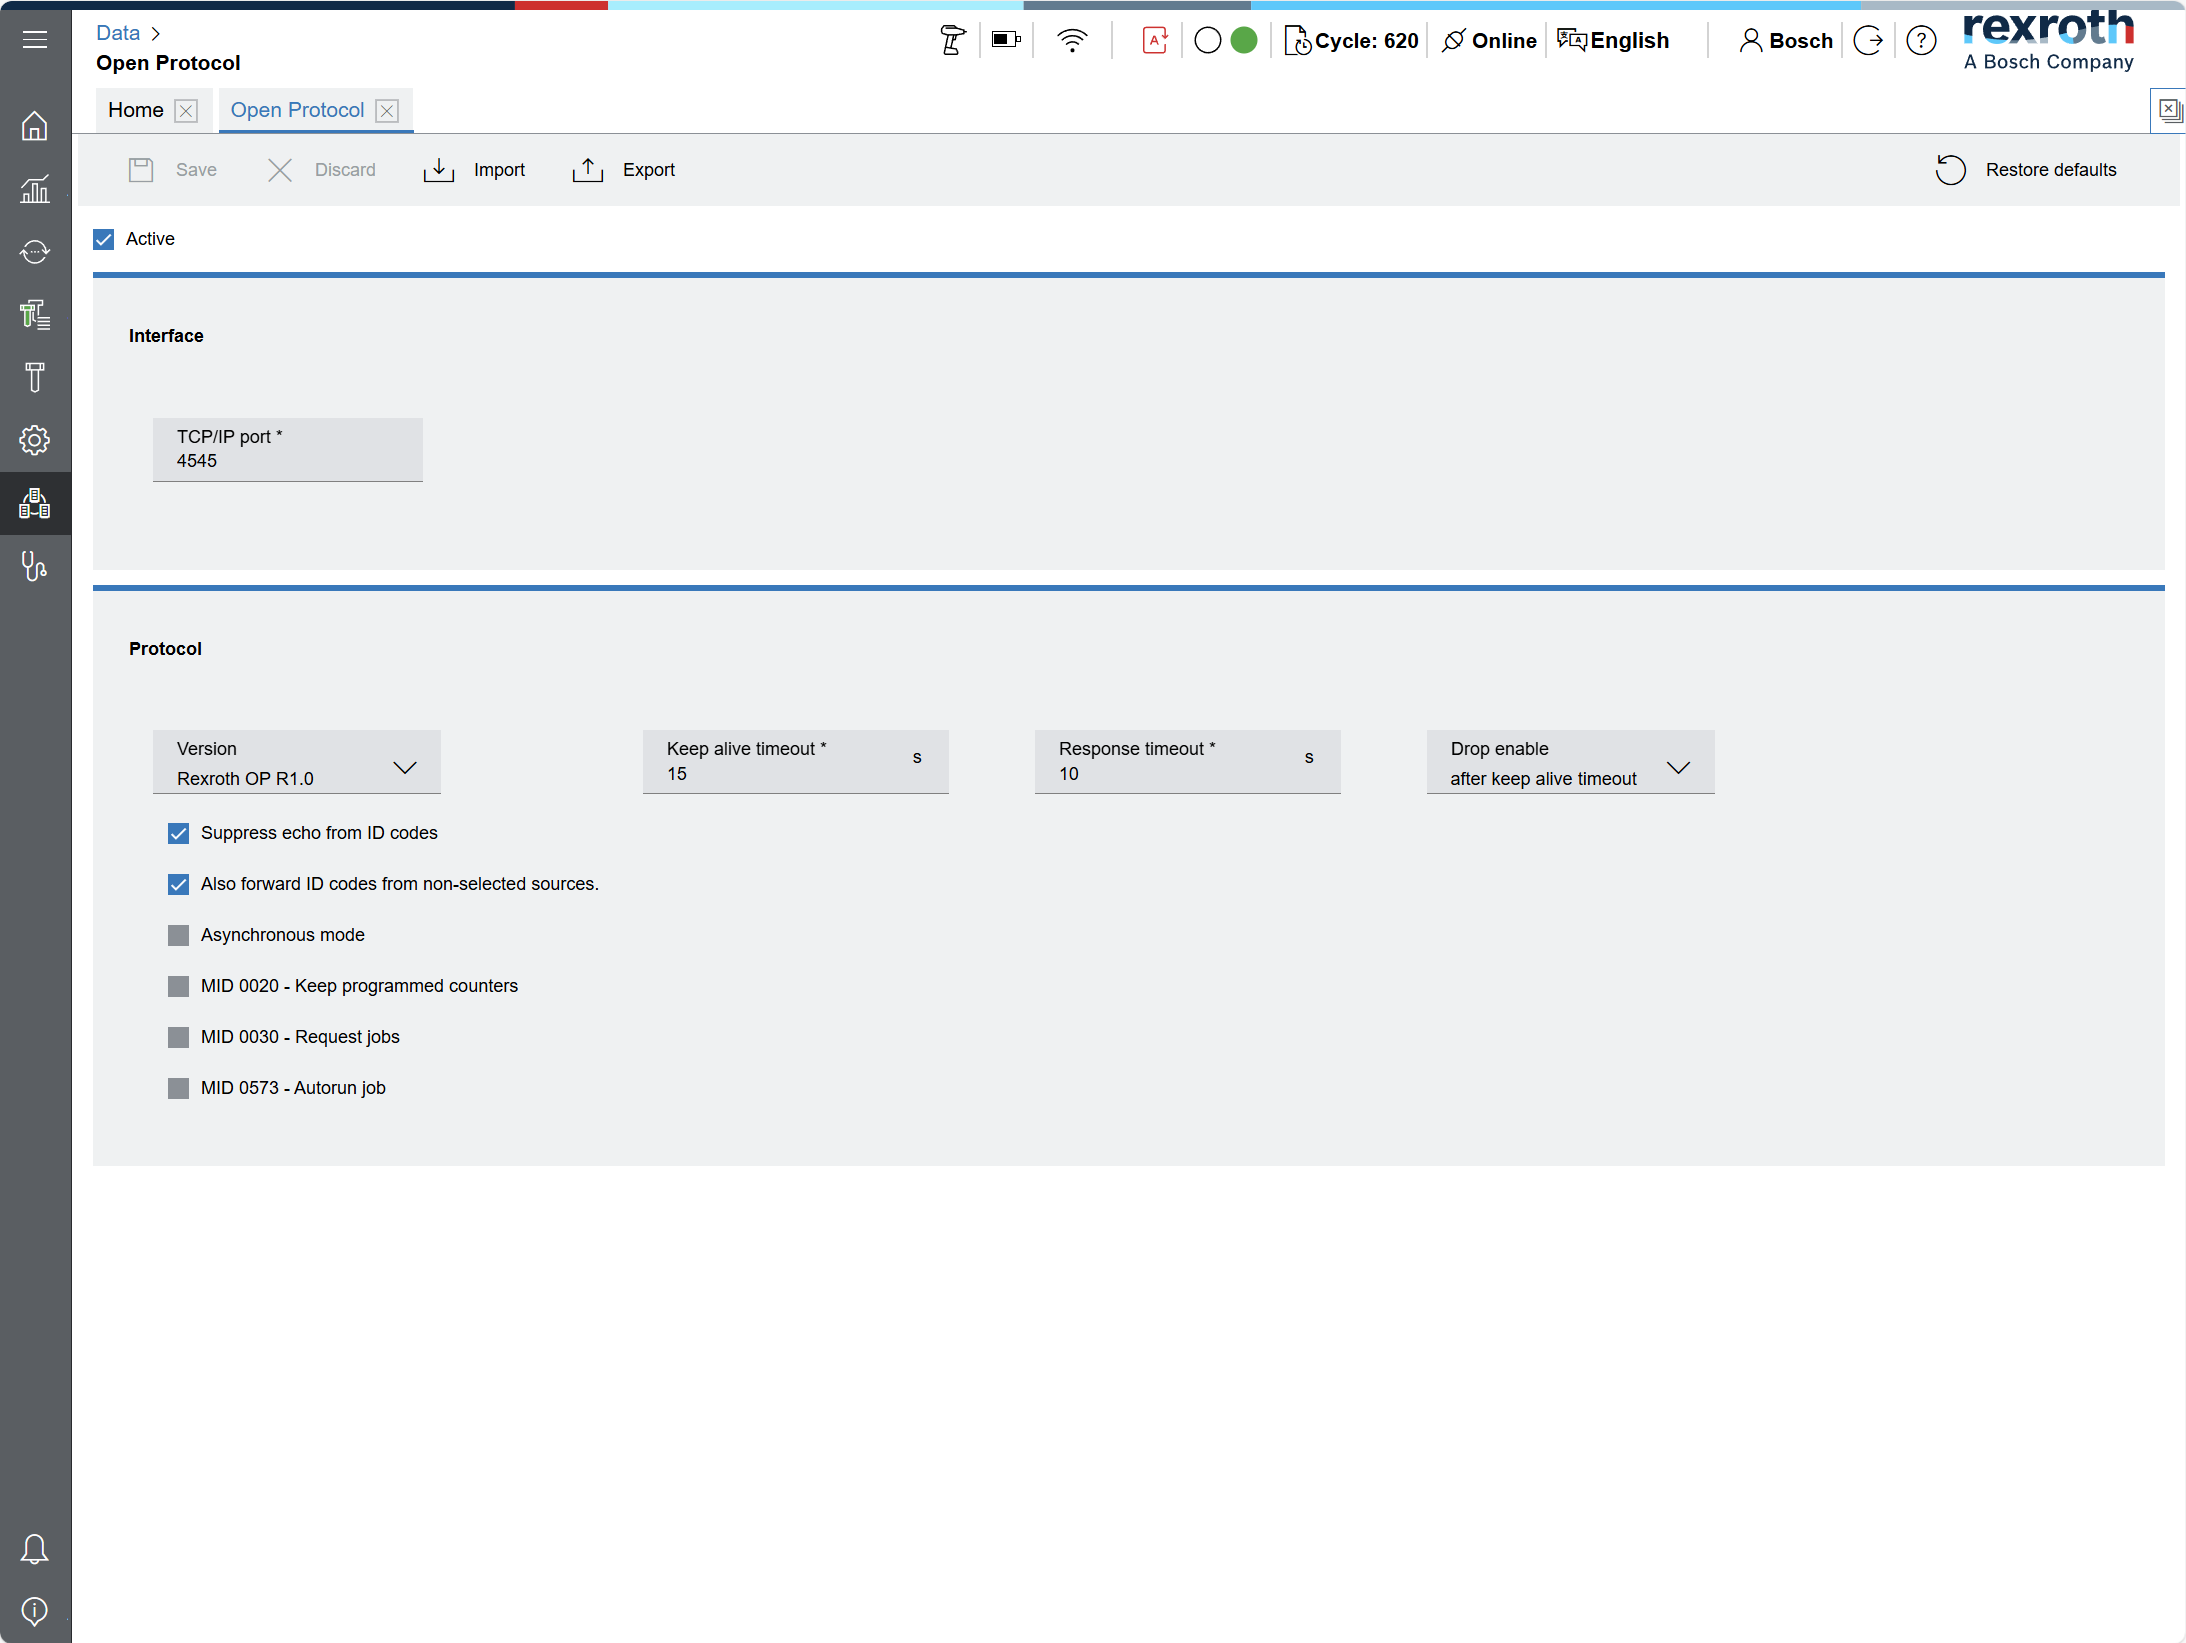 Data
Open Protocol
Cycle: 620
Online
English
Bosch
rexroth
A Bosch Company
Home
Open Protocol
Save
Discard
Import
Export
Restore defaults
Active
Interface
TCP/IP port *
4545
Protocol
Version
Rexroth OP R1.0
Keep alive timeout *
15
s
Response timeout *
10
s
Drop enable
after keep alive timeout
Suppress echo from ID codes
Also forward ID codes from non-selected sources.
Asynchronous mode
MID 0020 - Keep programmed counters
MID 0030 - Request jobs
MID 0573 - Autorun job